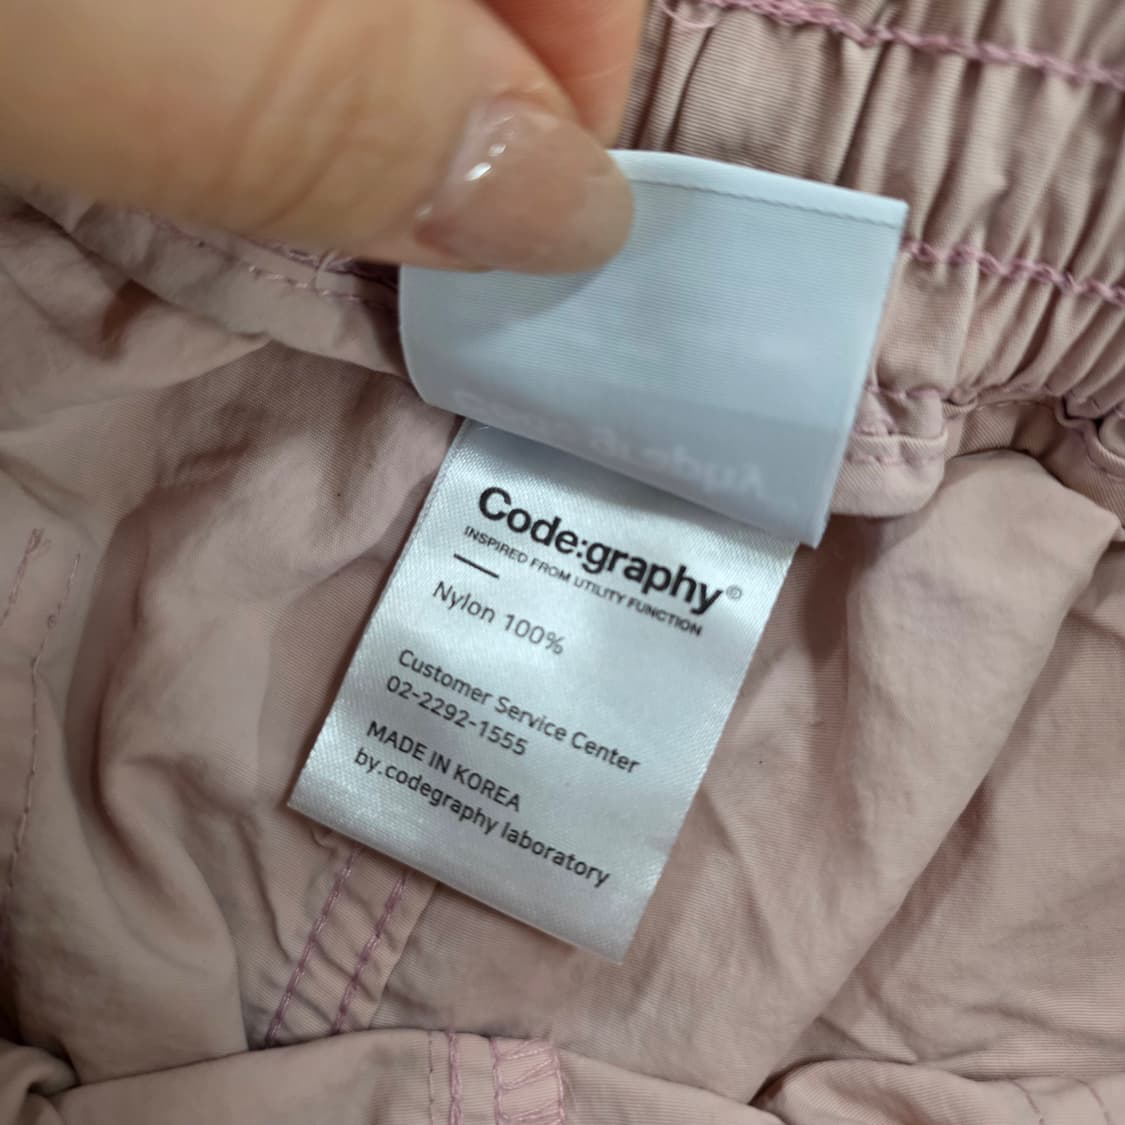 Code:graphy©
INSPIRED FROM UTILITY FUNCTION
Nylon 100%
Customer Service Center
02-2292-1555
MADE IN KOREA
by.codegraphy laboratory